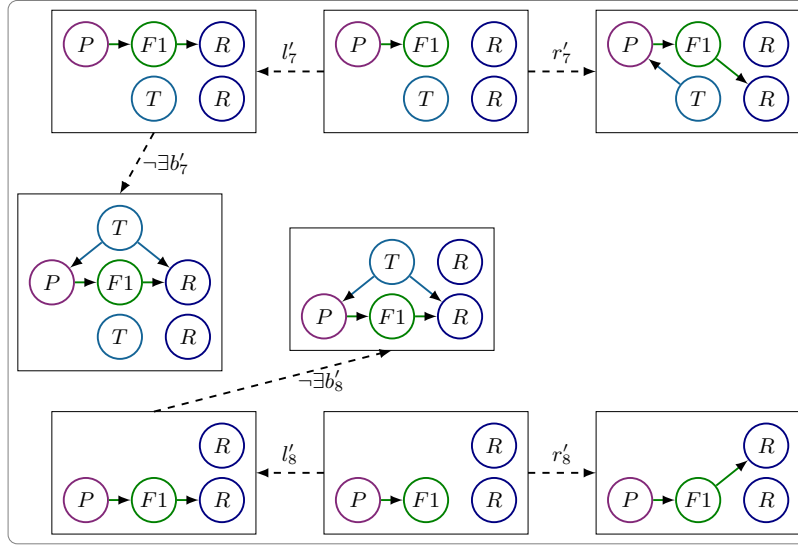 P F1 R l′₇ P F1 R r′₇ P F1 R
T R T R T R
¬∃b′₇
T
P F1 R
T R
T R
P F1 R
¬∃b′₈
R l′₈ R r′₈ R
P F1 R P F1 R P F1 R